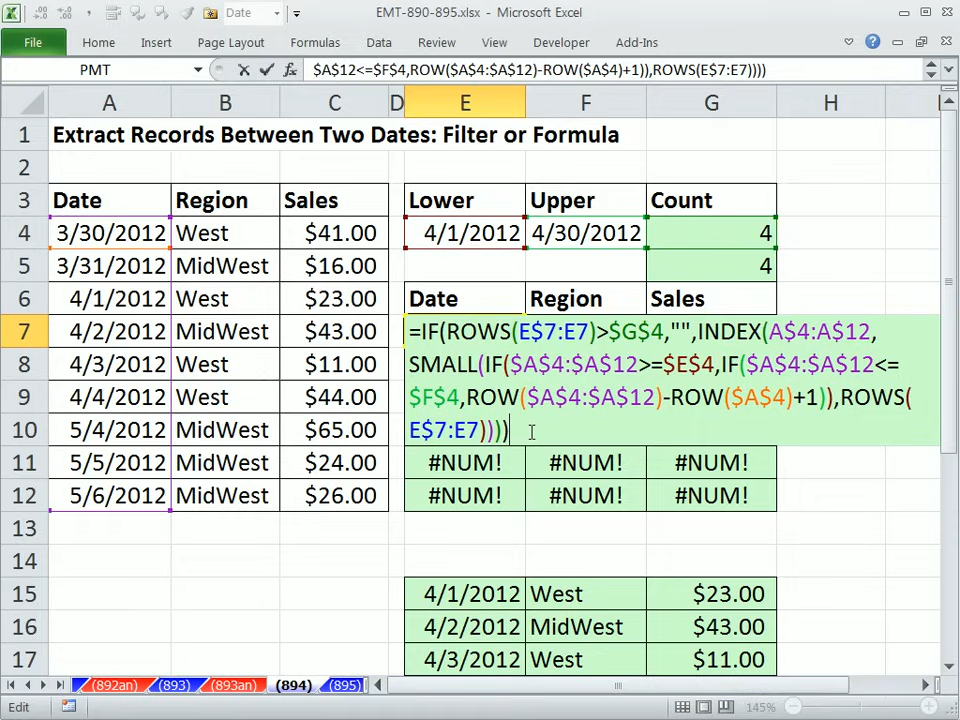 Date
EMT-890-895.xlsx - Microsoft Excel
File Home Insert Page Layout Formulas Data Review View Developer Add-Ins
PMT fx $A$12<=$F$4,ROW($A$4:$A$12)-ROW($A$4)+1)),ROWS(E$7:E7))))
A B C D E F G H
1 Extract Records Between Two Dates: Filter or Formula
2
3 Date Region Sales Lower Upper Count
4 3/30/2012 West $41.00 4/1/2012 4/30/2012 4
5 3/31/2012 MidWest $16.00 4
6 4/1/2012 West $23.00 Date Region Sales
7 4/2/2012 MidWest $43.00 =IF(ROWS(E$7:E7)>$G$4,"",INDEX(A$4:A$12,
8 4/3/2012 West $11.00 SMALL(IF($A$4:$A$12>=$E$4,IF($A$4:$A$12<=
9 4/4/2012 West $44.00 $F$4,ROW($A$4:$A$12)-ROW($A$4)+1)),ROWS(
10 5/4/2012 MidWest $65.00 E$7:E7))))
11 5/5/2012 MidWest $24.00 #NUM! #NUM! #NUM!
12 5/6/2012 MidWest $26.00 #NUM! #NUM! #NUM!
13
14
15 4/1/2012 West $23.00
16 4/2/2012 MidWest $43.00
17 4/3/2012 West $11.00
(892an) (893) (893an) (894) (895)
Edit 145%